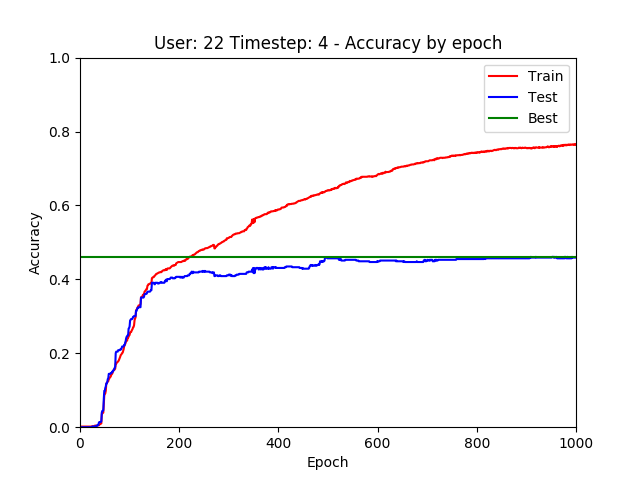 User: 22 Timestep: 4 - Accuracy by epoch
Train
Test
Best
Accuracy
1.0
0.8
0.6
0.4
0.2
0.0
0 200 400 600 800 1000
Epoch